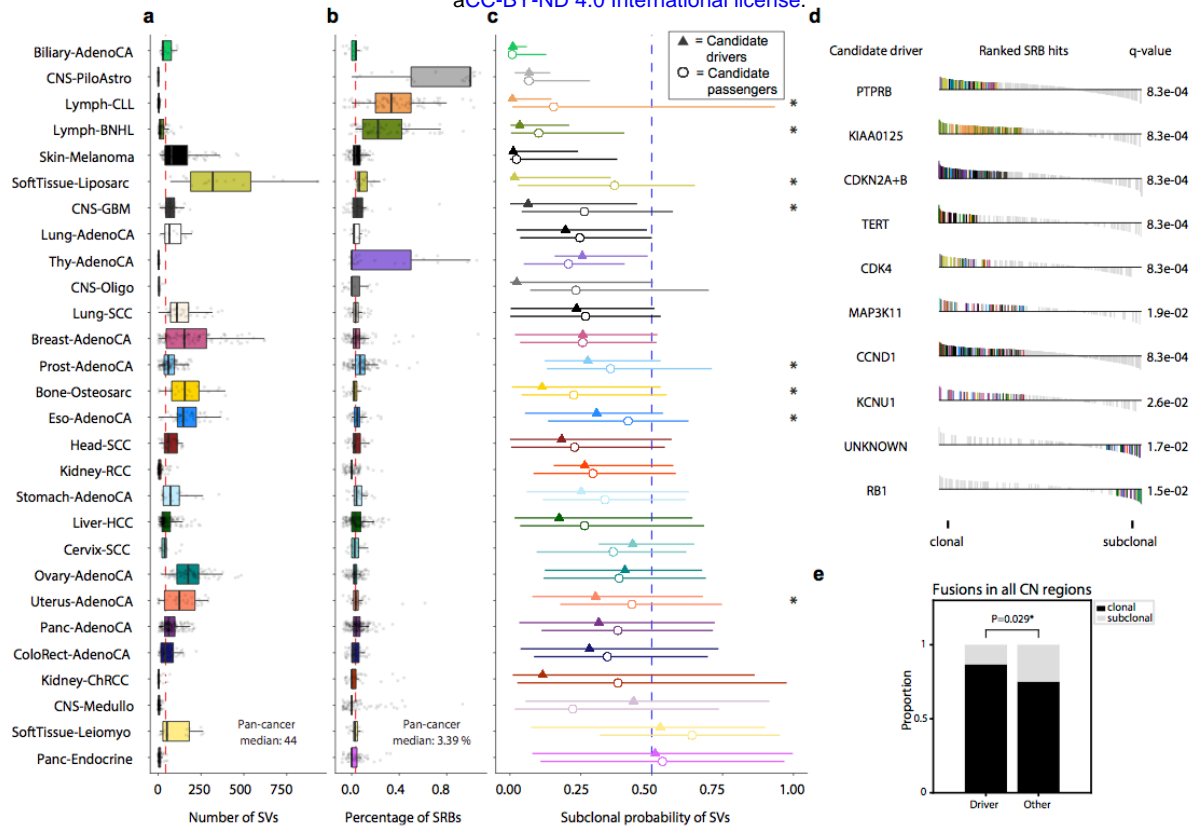 aCC-BY-ND 4.0 International license.
a
b
c
d
Biliary-AdenoCA
CNS-PiloAstro
Lymph-CLL
Lymph-BNHL
Skin-Melanoma
SoftTissue-Liposarc
CNS-GBM
Lung-AdenoCA
Thy-AdenoCA
CNS-Oligo
Lung-SCC
Breast-AdenoCA
Prost-AdenoCA
Bone-Osteosarc
Eso-AdenoCA
Head-SCC
Kidney-RCC
Stomach-AdenoCA
Liver-HCC
Cervix-SCC
Ovary-AdenoCA
Uterus-AdenoCA
Panc-AdenoCA
ColoRect-AdenoCA
Kidney-ChRCC
CNS-Medullo
SoftTissue-Leiomyo
Panc-Endocrine
Pan-cancer
median: 44
0 250 500 750
Number of SVs
Pan-cancer
median: 3.39 %
0 0.4 0.8
Percentage of SRBs
= Candidate
drivers
= Candidate
passengers
*
*
*
*
*
*
*
*
0.00 0.25 0.50 0.75 1.00
Subclonal probability of SVs
Candidate driver Ranked SRB hits q-value
PTPRB 8.3e-04
KIAA0125 8.3e-04
CDKN2A+B 8.3e-04
TERT 8.3e-04
CDK4 8.3e-04
MAP3K11 1.9e-02
CCND1 8.3e-04
KCNU1 2.6e-02
UNKNOWN 1.7e-02
RB1 1.5e-02
clonal subclonal
e
Fusions in all CN regions
clonal
subclonal
P=0.029*
1
0.5
0
Proportion
Driver Other